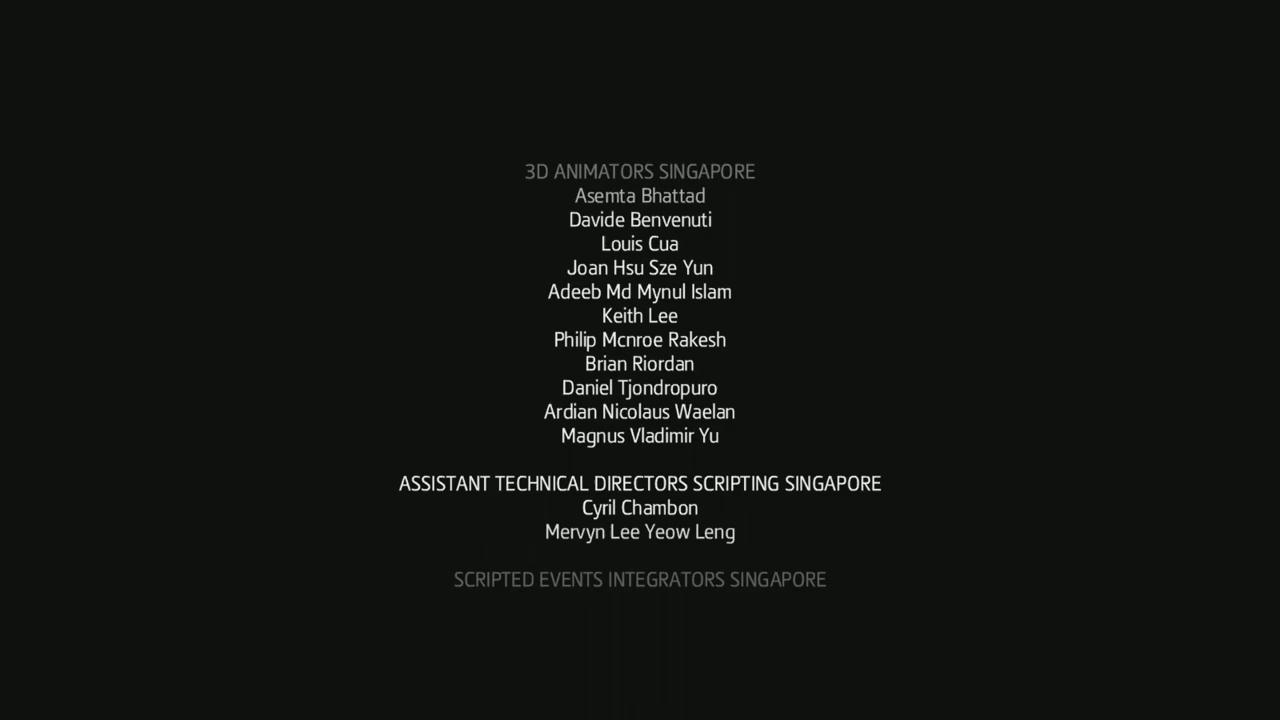 3D ANIMATORS SINGAPORE
Asemta Bhattad
Davide Benvenuti
Louis Cua
Joan Hsu Sze Yun
Adeeb Md Mynul Islam
Keith Lee
Philip Mcnroe Rakesh
Brian Riordan
Daniel Tjondropuro
Ardian Nicolaus Waelan
Magnus Vladimir Yu
ASSISTANT TECHNICAL DIRECTORS SCRIPTING SINGAPORE
Cyril Chambon
Mervyn Lee Yeow Leng
SCRIPTED EVENTS INTEGRATORS SINGAPORE